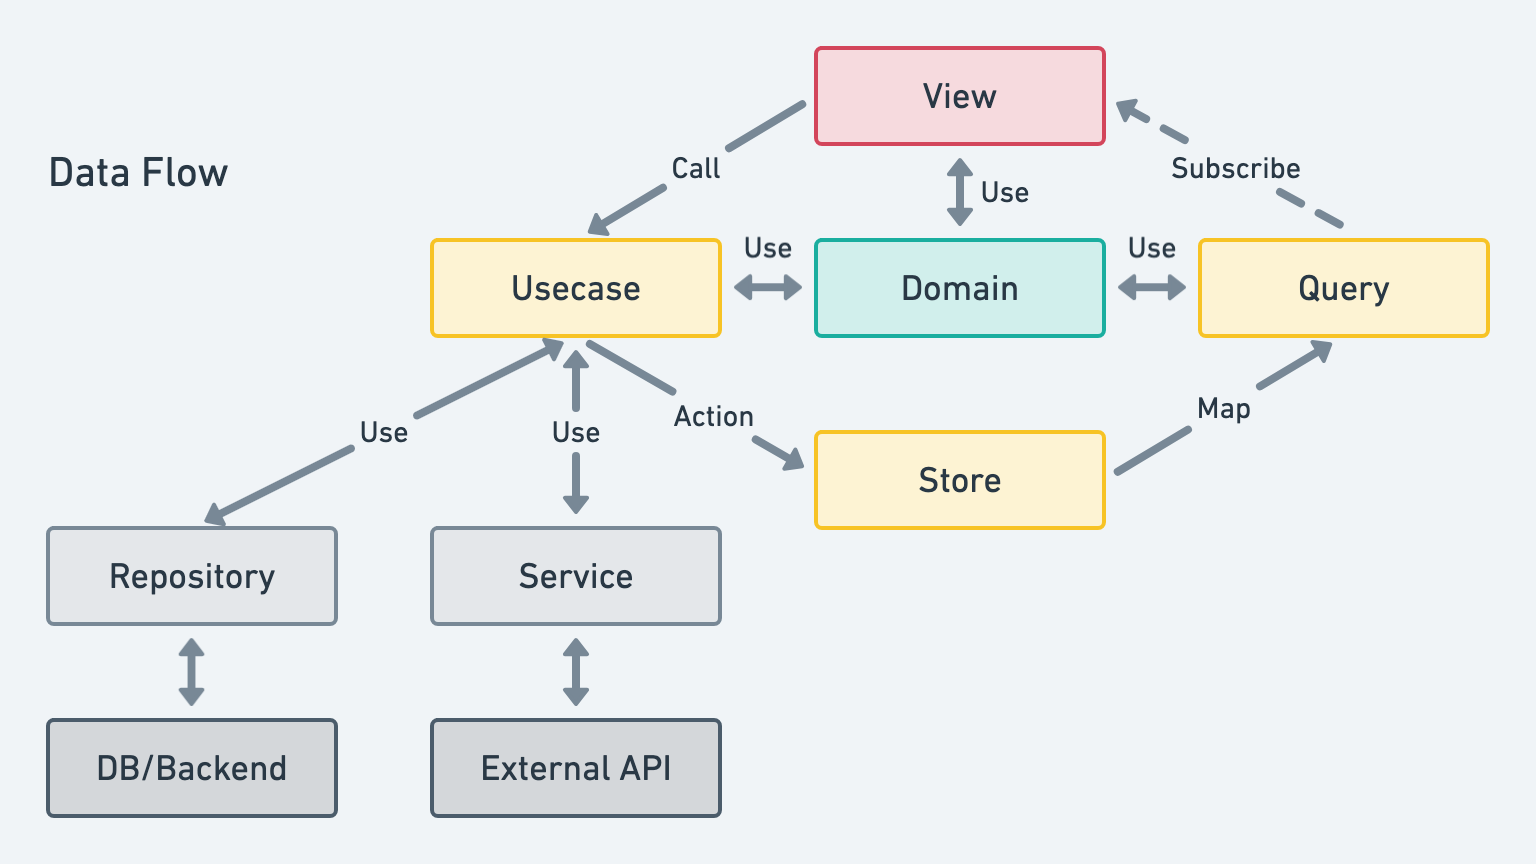 View
Data Flow
Call
Subscribe
Use
Use
Use
Usecase
Domain
Query
Use
Use
Action
Map
Store
Repository
Service
DB/Backend
External API